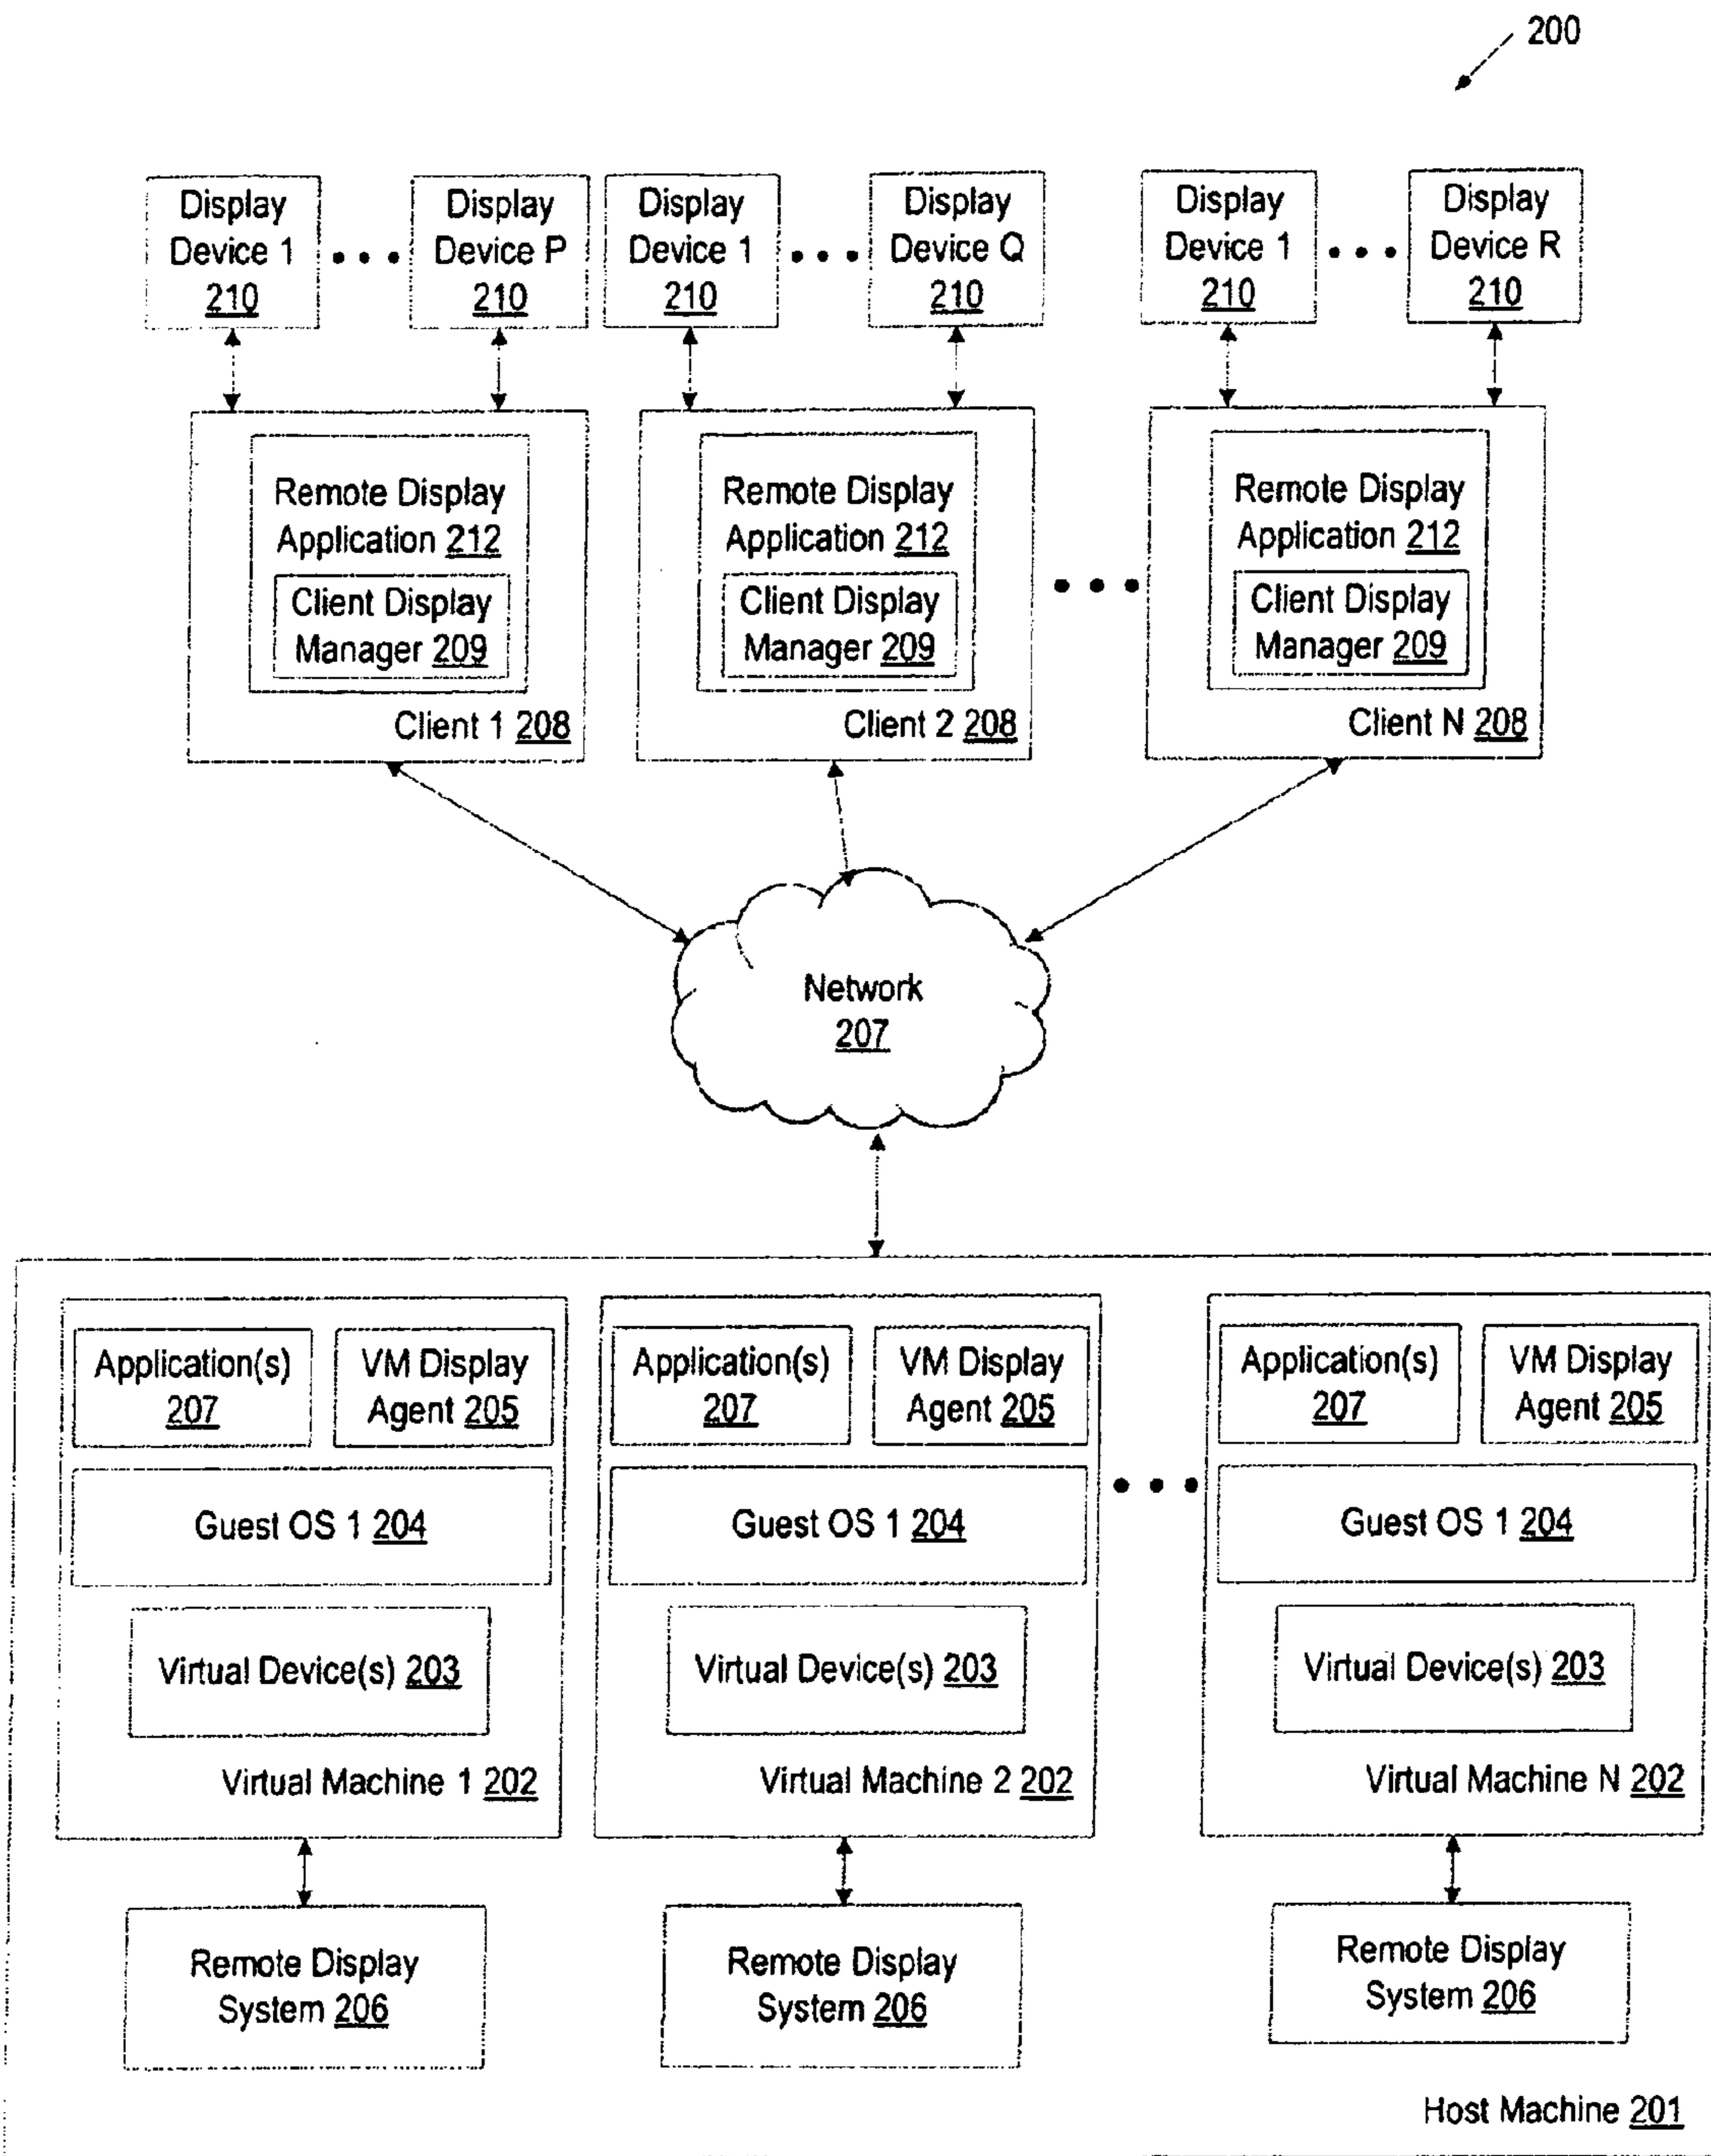 200
Display
Device 1
210
Display
Device P
210
Display
Device 1
210
Display
Device Q
210
Display
Device 1
210
Display
Device R
210
Remote Display
Application 212
Client Display
Manager 209
Client 1 208
Remote Display
Application 212
Client Display
Manager 209
Client 2 208
Remote Display
Application 212
Client Display
Manager 209
Client N 208
Network
207
Application(s)
207
VM Display
Agent 205
Guest OS 1 204
Virtual Device(s) 203
Virtual Machine 1 202
Application(s)
207
VM Display
Agent 205
Guest OS 1 204
Virtual Device(s) 203
Virtual Machine 2 202
Application(s)
207
VM Display
Agent 205
Guest OS 1 204
Virtual Device(s) 203
Virtual Machine N 202
Remote Display
System 206
Remote Display
System 206
Remote Display
System 206
Host Machine 201